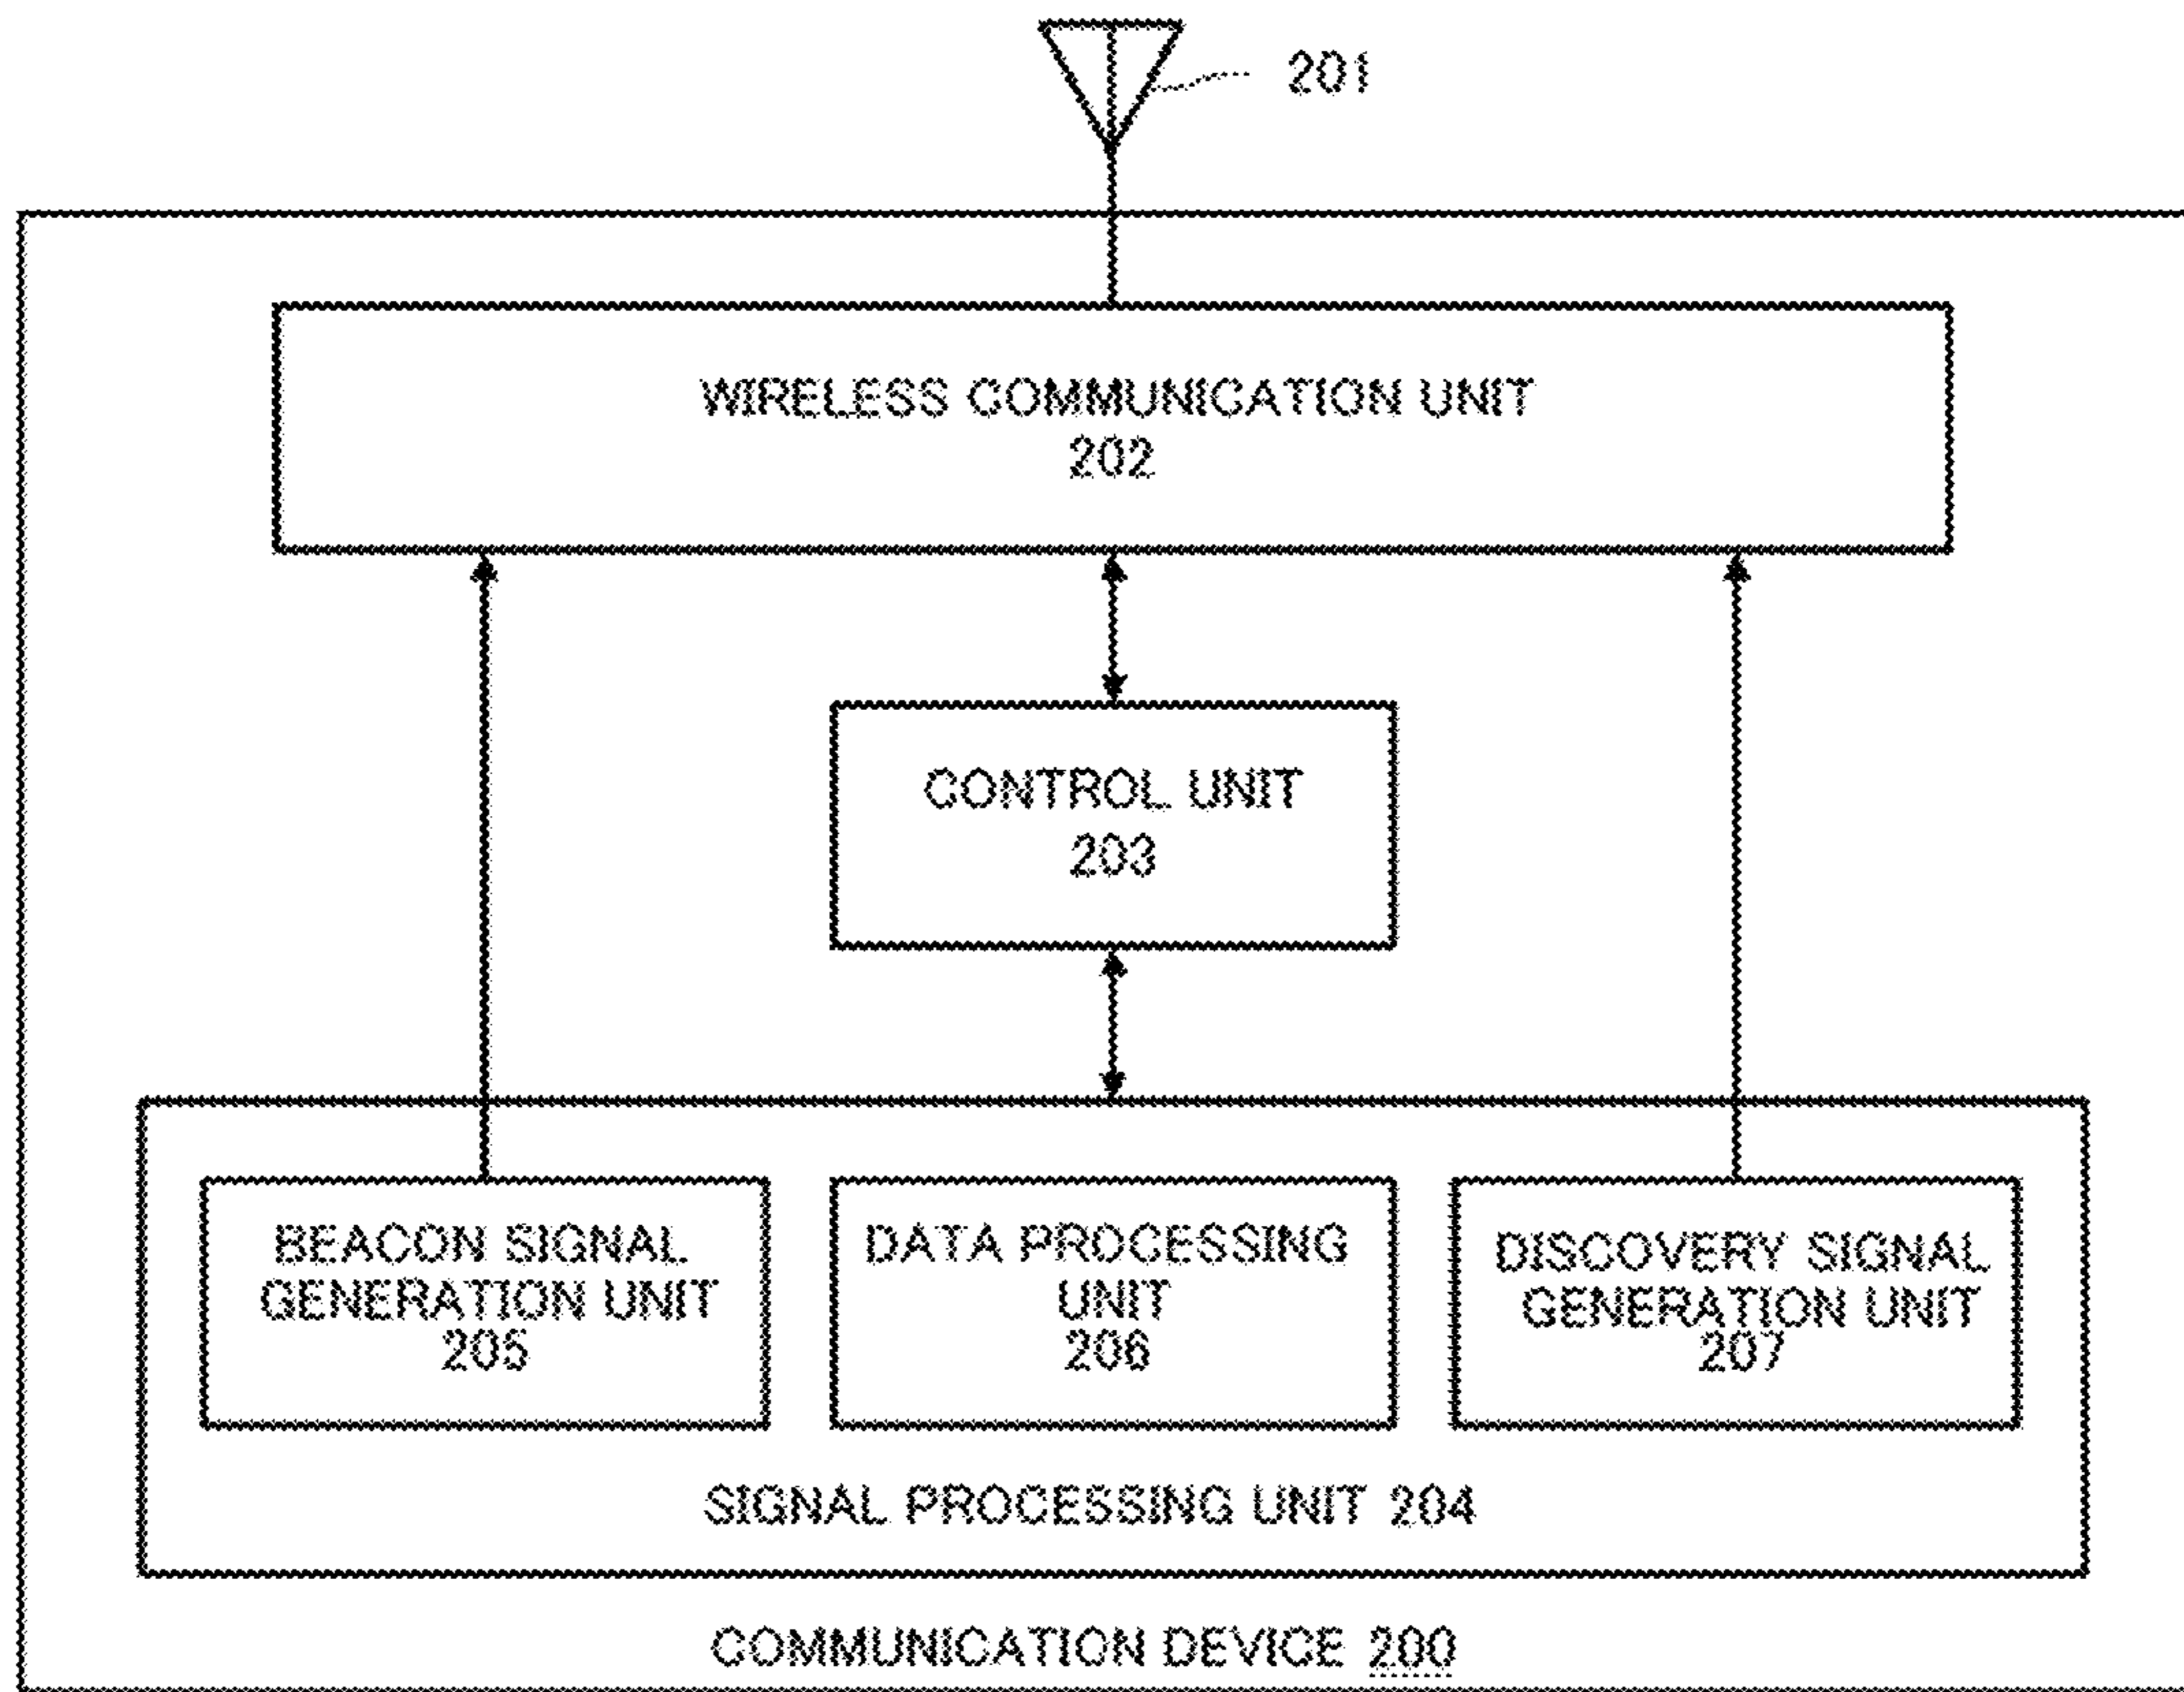 201
WIRELESS COMMUNICATION UNIT
202
CONTROL UNIT
203
BEACON SIGNAL
GENERATION UNIT
205
DATA PROCESSING
UNIT
206
DISCOVERY SIGNAL
GENERATION UNIT
207
SIGNAL PROCESSING UNIT 204
COMMUNICATION DEVICE 200